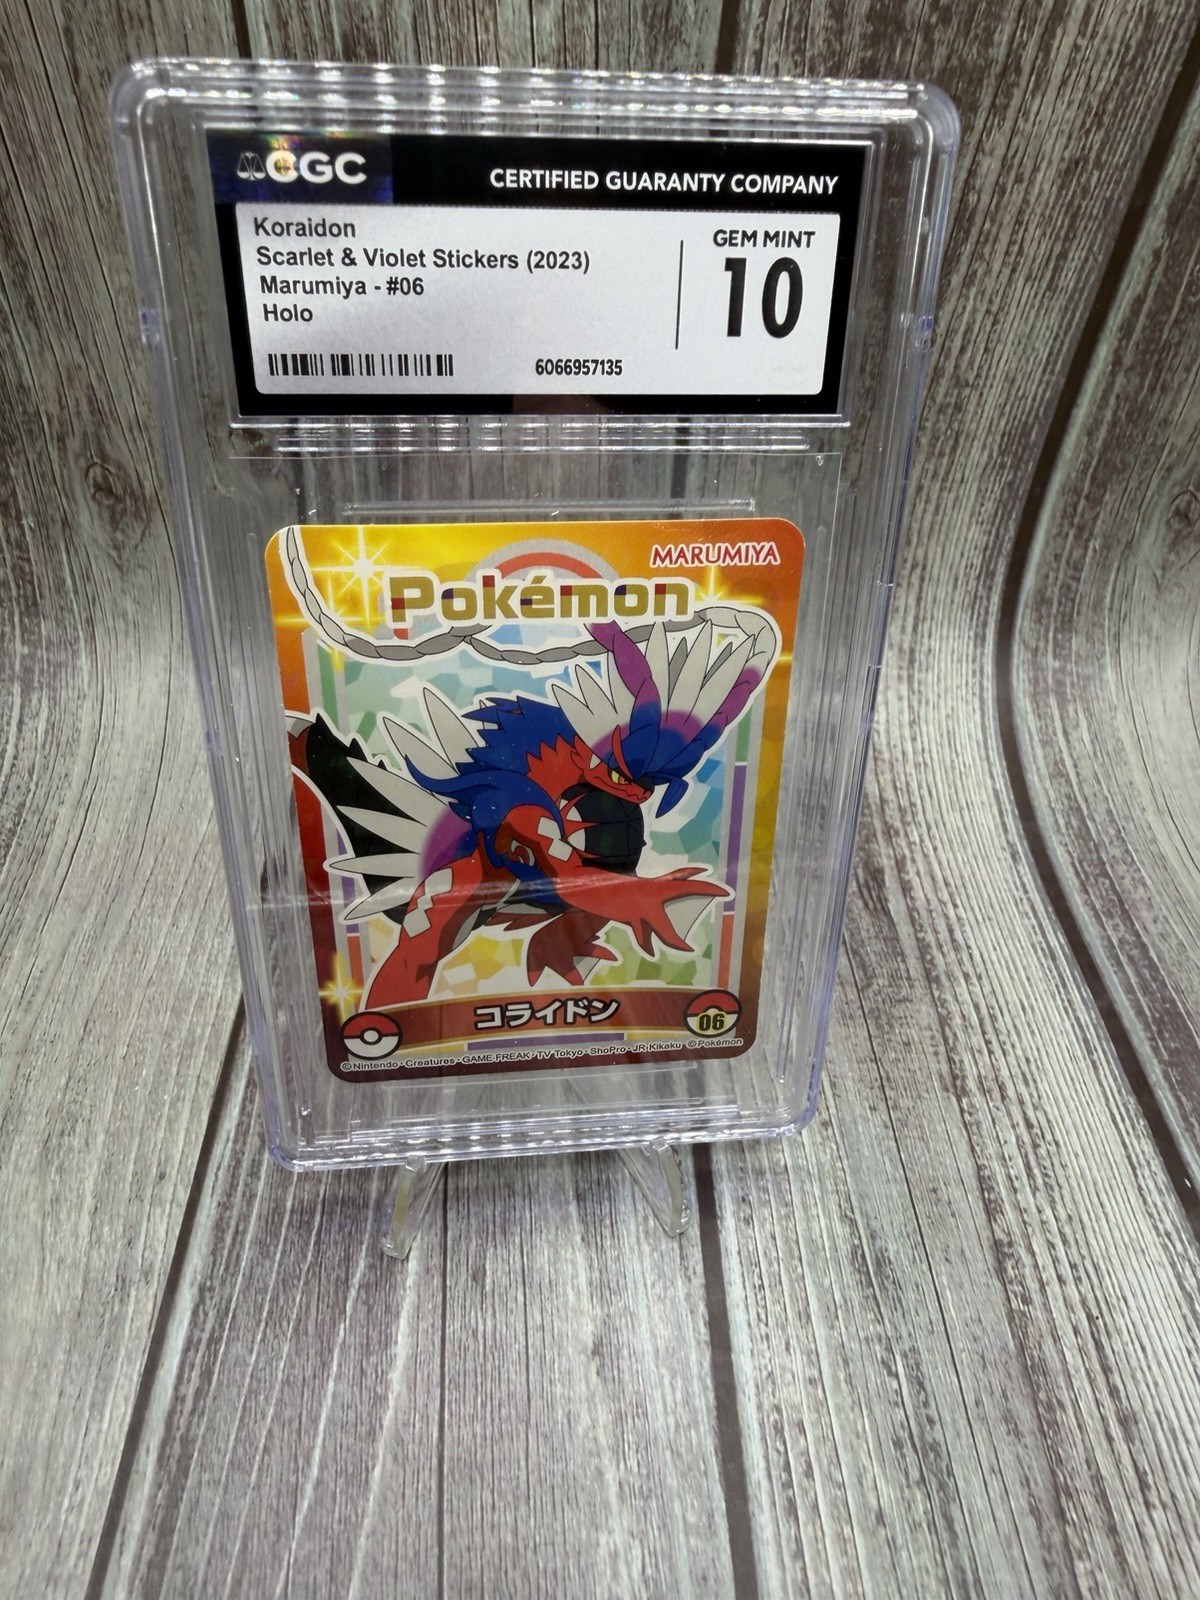 CGC
CERTIFIED GUARANTY COMPANY
Koraidon
Scarlet & Violet Stickers (2023)
Marumiya - #06
Holo
GEM MINT
10
6066957135
MARUMIYA
Pokémon
コライドン
06
©Nintendo・Creatures・GAME FREAK・TV Tokyo・ShoPro・JR Kikaku ©Pokémon